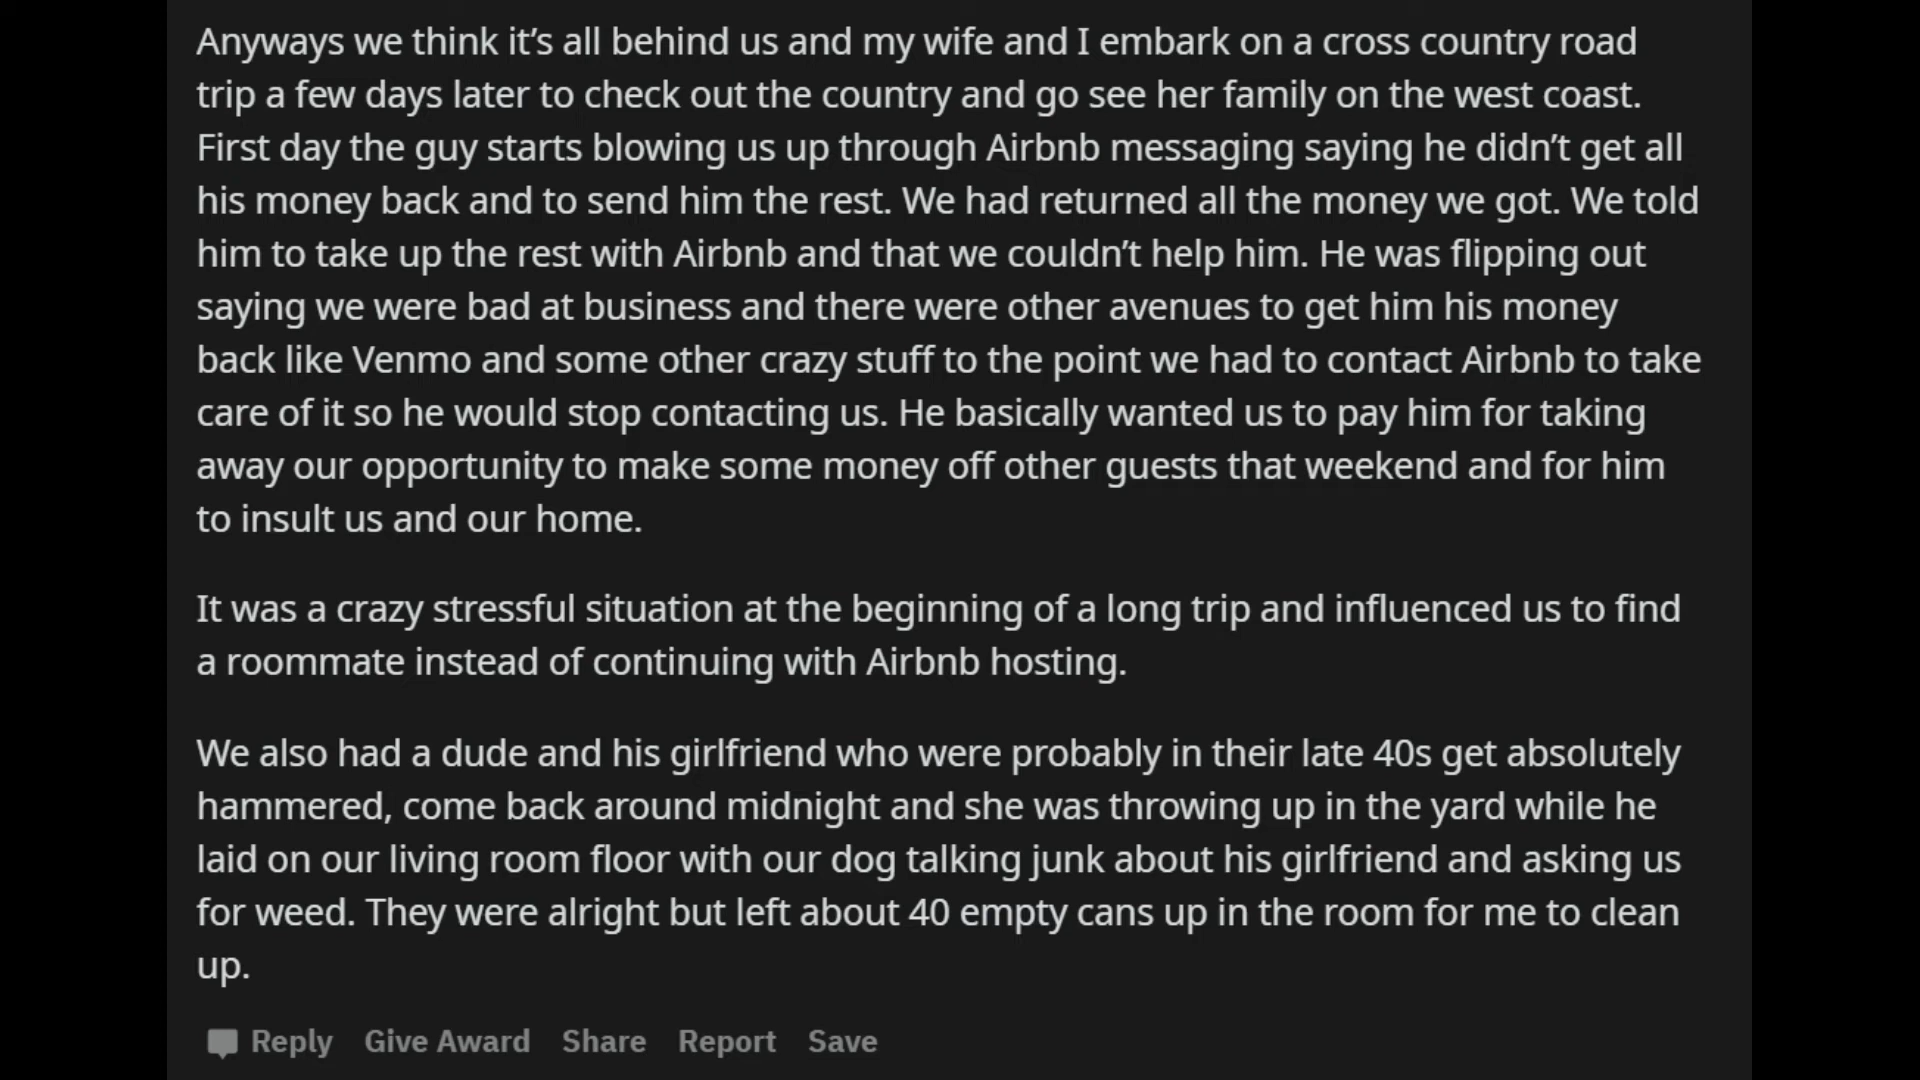 Anyways we think it’s all behind us and my wife and I embark on a cross country road
trip a few days later to check out the country and go see her family on the west coast.
First day the guy starts blowing us up through Airbnb messaging saying he didn’t get all
his money back and to send him the rest. We had returned all the money we got. We told
him to take up the rest with Airbnb and that we couldn’t help him. He was flipping out
saying we were bad at business and there were other avenues to get him his money
back like Venmo and some other crazy stuff to the point we had to contact Airbnb to take
care of it so he would stop contacting us. He basically wanted us to pay him for taking
away our opportunity to make some money off other guests that weekend and for him
to insult us and our home.
It was a crazy stressful situation at the beginning of a long trip and influenced us to find
a roommate instead of continuing with Airbnb hosting.
We also had a dude and his girlfriend who were probably in their late 40s get absolutely
hammered, come back around midnight and she was throwing up in the yard while he
laid on our living room floor with our dog talking junk about his girlfriend and asking us
for weed. They were alright but left about 40 empty cans up in the room for me to clean
up.
Reply Give Award Share Report Save